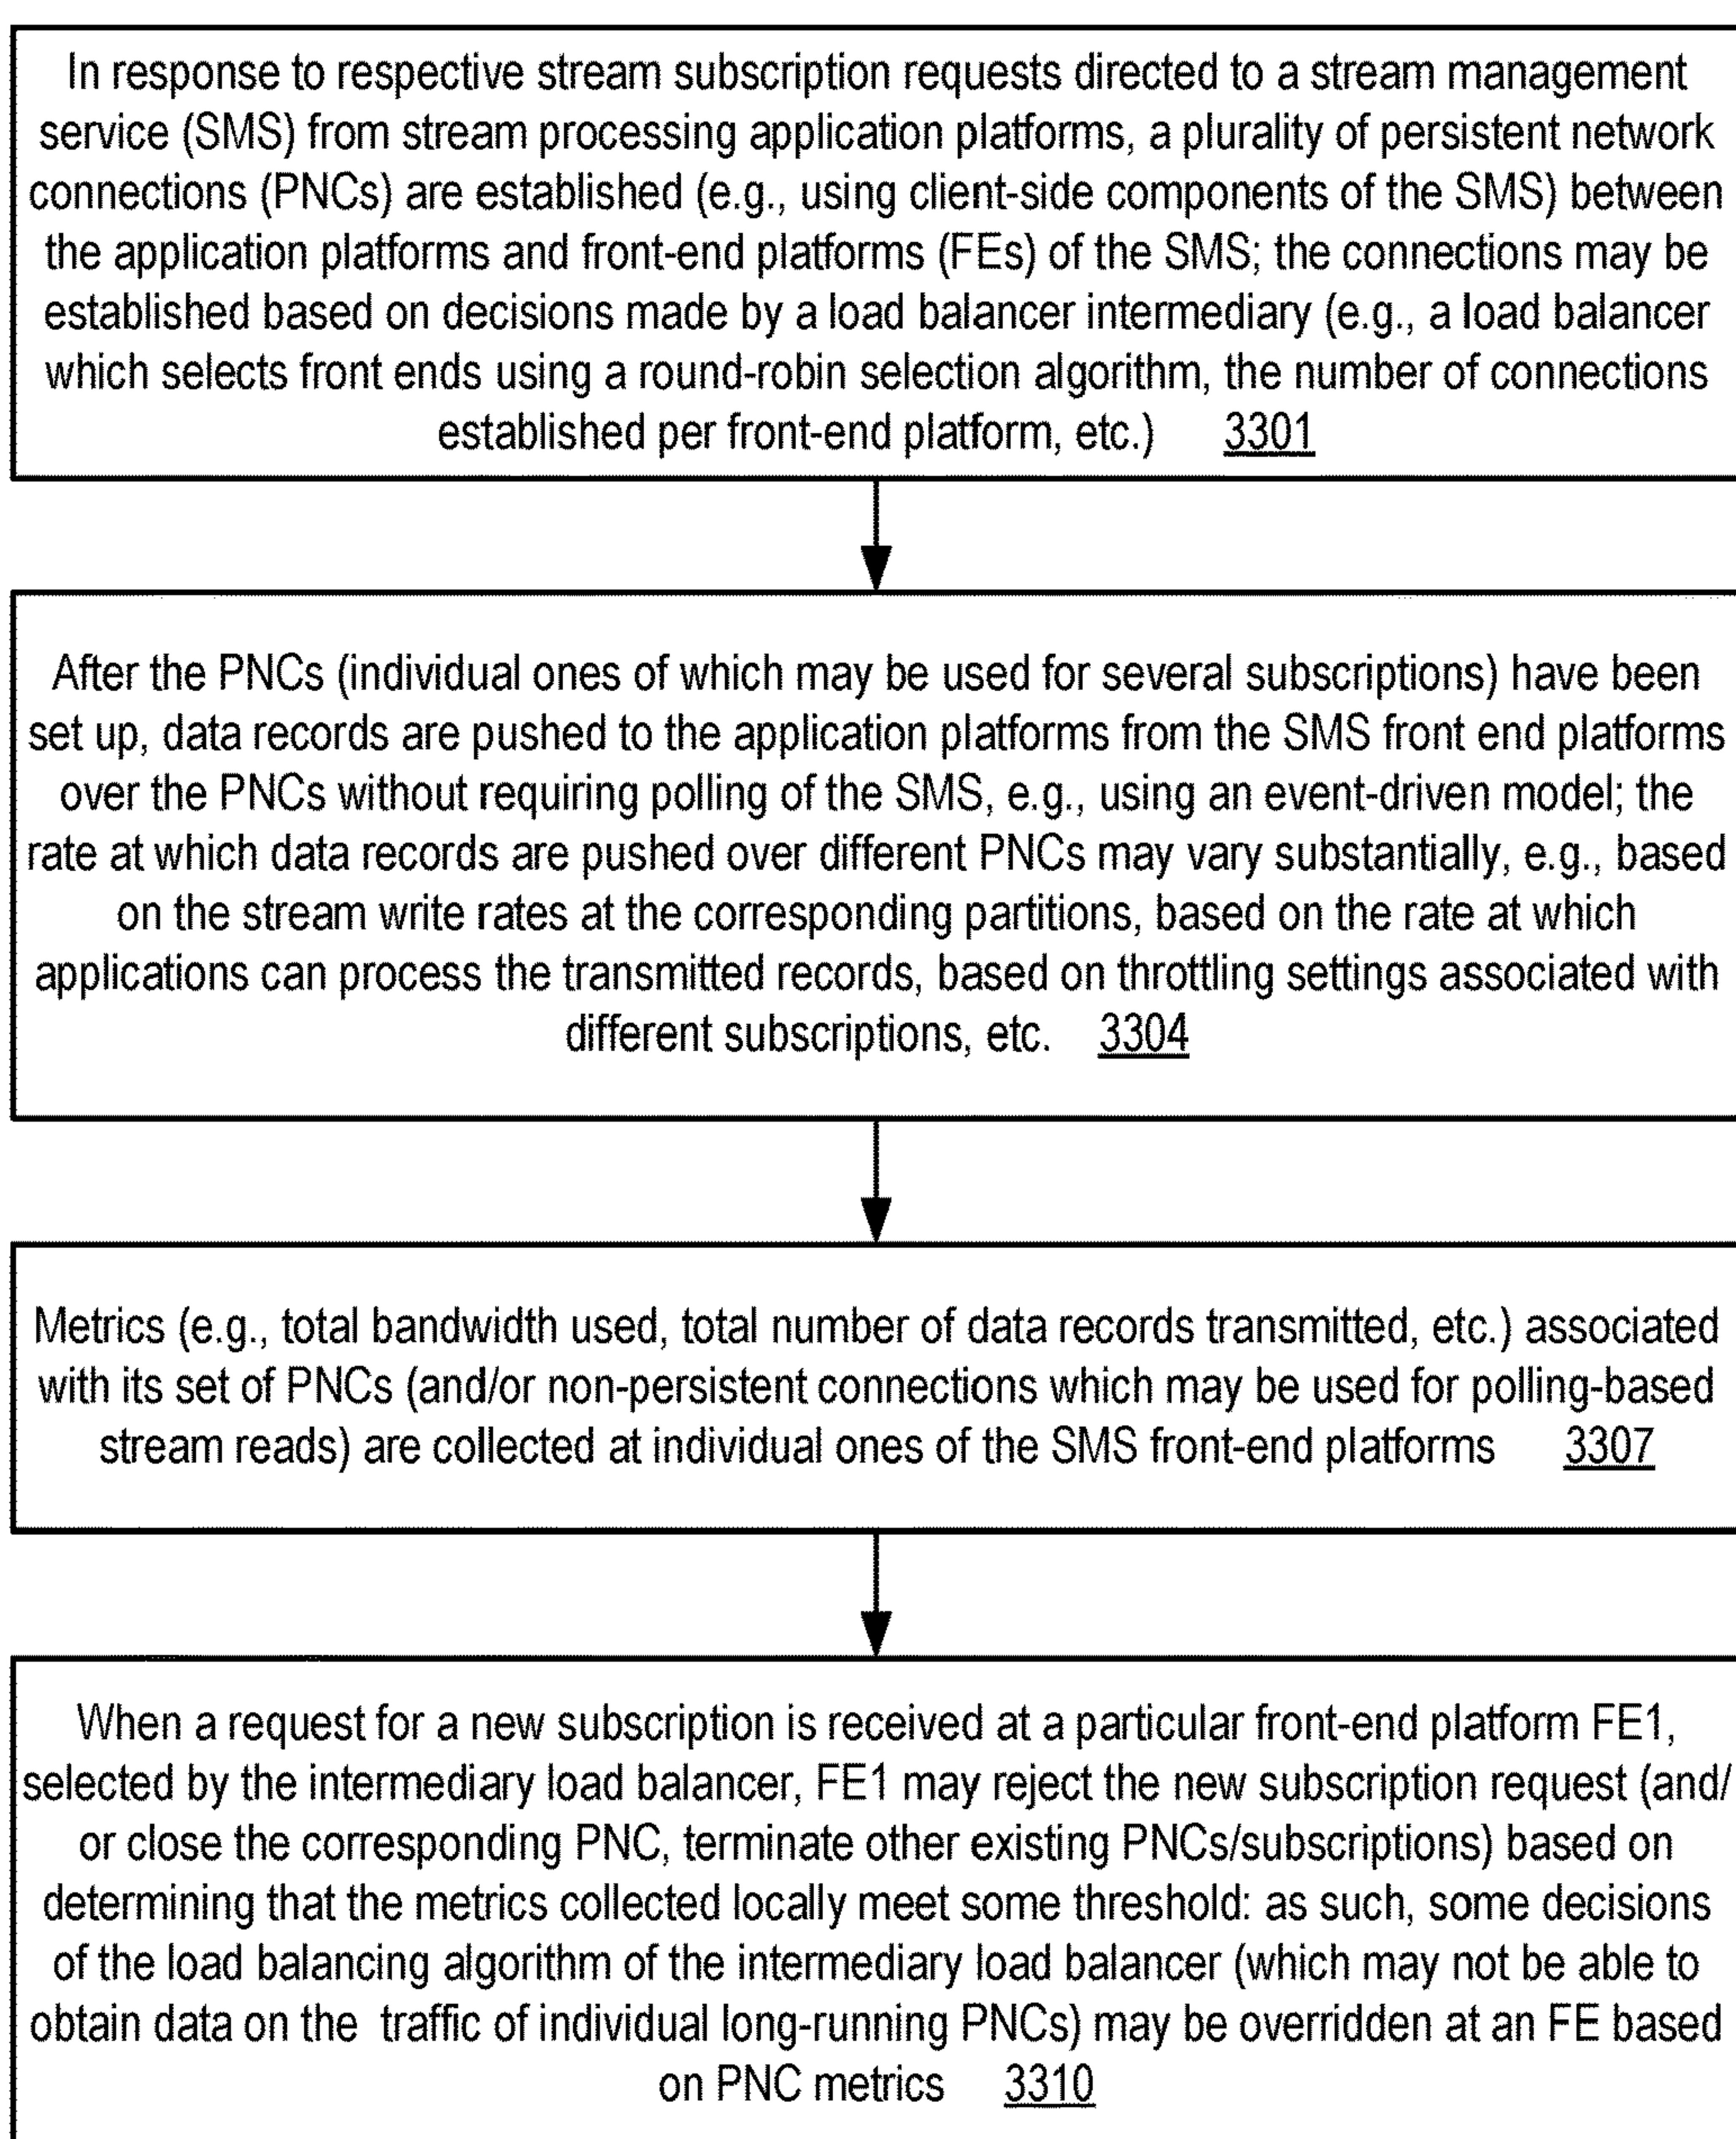 In response to respective stream subscription requests directed to a stream management
service (SMS) from stream processing application platforms, a plurality of persistent network
connections (PNCs) are established (e.g., using client-side components of the SMS) between
the application platforms and front-end platforms (FEs) of the SMS; the connections may be
established based on decisions made by a load balancer intermediary (e.g., a load balancer
which selects front ends using a round-robin selection algorithm, the number of connections
established per front-end platform, etc.) 3301
After the PNCs (individual ones of which may be used for several subscriptions) have been
set up, data records are pushed to the application platforms from the SMS front end platforms
over the PNCs without requiring polling of the SMS, e.g., using an event-driven model; the
rate at which data records are pushed over different PNCs may vary substantially, e.g., based
on the stream write rates at the corresponding partitions, based on the rate at which
applications can process the transmitted records, based on throttling settings associated with
different subscriptions, etc. 3304
Metrics (e.g., total bandwidth used, total number of data records transmitted, etc.) associated
with its set of PNCs (and/or non-persistent connections which may be used for polling-based
stream reads) are collected at individual ones of the SMS front-end platforms 3307
When a request for a new subscription is received at a particular front-end platform FE1,
selected by the intermediary load balancer, FE1 may reject the new subscription request (and/
or close the corresponding PNC, terminate other existing PNCs/subscriptions) based on
determining that the metrics collected locally meet some threshold: as such, some decisions
of the load balancing algorithm of the intermediary load balancer (which may not be able to
obtain data on the traffic of individual long-running PNCs) may be overridden at an FE based
on PNC metrics 3310